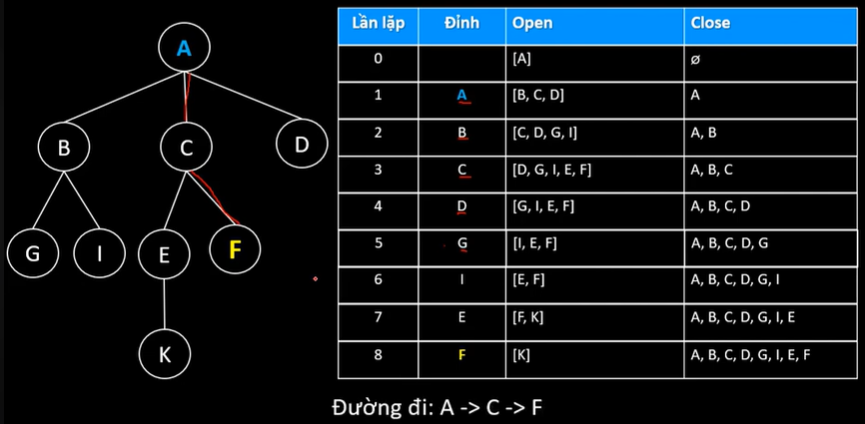 A
B
C
D
G
I
E
F
K
Lần lặp Đỉnh Open Close
0 [A] ø
1 A [B, C, D] A
2 B [C, D, G, I] A, B
3 C [D, G, I, E, F] A, B, C
4 D [G, I, E, F] A, B, C, D
5 G [I, E, F] A, B, C, D, G
6 I [E, F] A, B, C, D, G, I
7 E [F, K] A, B, C, D, G, I, E
8 F [K] A, B, C, D, G, I, E, F
Đường đi: A -> C -> F